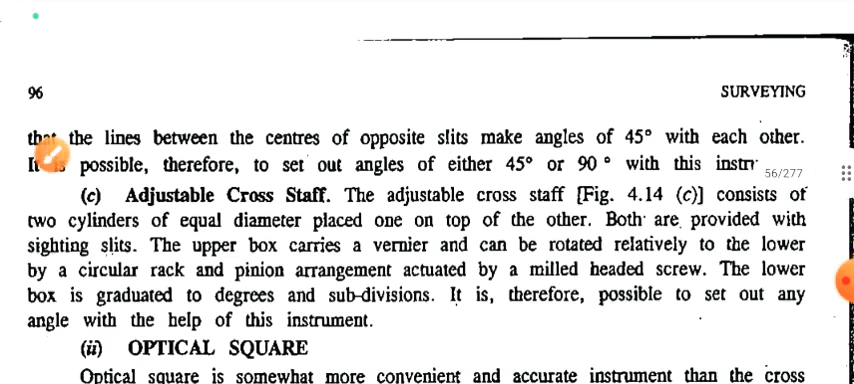 96 SURVEYING
that the lines between the centres of opposite slits make angles of 45° with each other.
It is possible, therefore, to set out angles of either 45° or 90° with this instr
56/277
(c) Adjustable Cross Staff. The adjustable cross staff [Fig. 4.14 (c)] consists of
two cylinders of equal diameter placed one on top of the other. Both are provided with
sighting slits. The upper box carries a vernier and can be rotated relatively to the lower
by a circular rack and pinion arrangement actuated by a milled headed screw. The lower
box is graduated to degrees and sub-divisions. It is, therefore, possible to set out any
angle with the help of this instrument.
(ii) OPTICAL SQUARE
Optical square is somewhat more convenient and accurate instrument than the cross